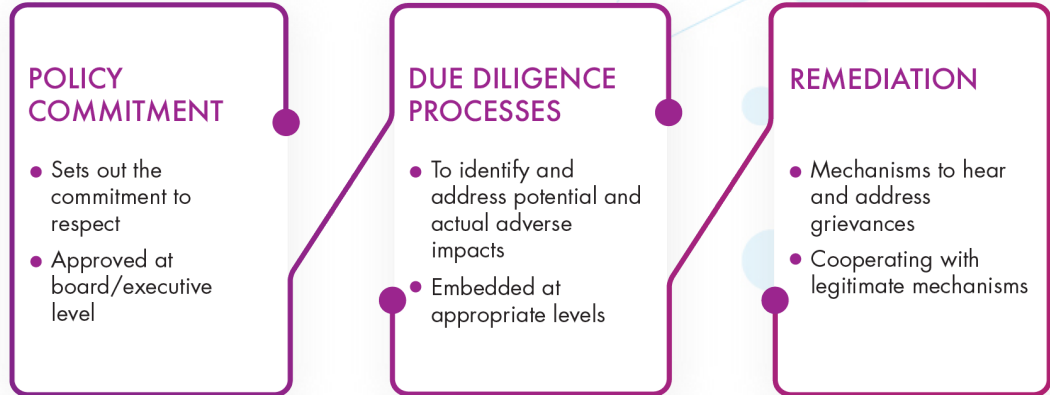 POLICY
COMMITMENT
Sets out the
commitment to
respect
Approved at
board/executive
level
DUE DILIGENCE
PROCESSES
To identify and
address potential and
actual adverse
impacts
Embedded at
appropriate levels
REMEDIATION
Mechanisms to hear
and address
grievances
Cooperating with
legitimate mechanisms